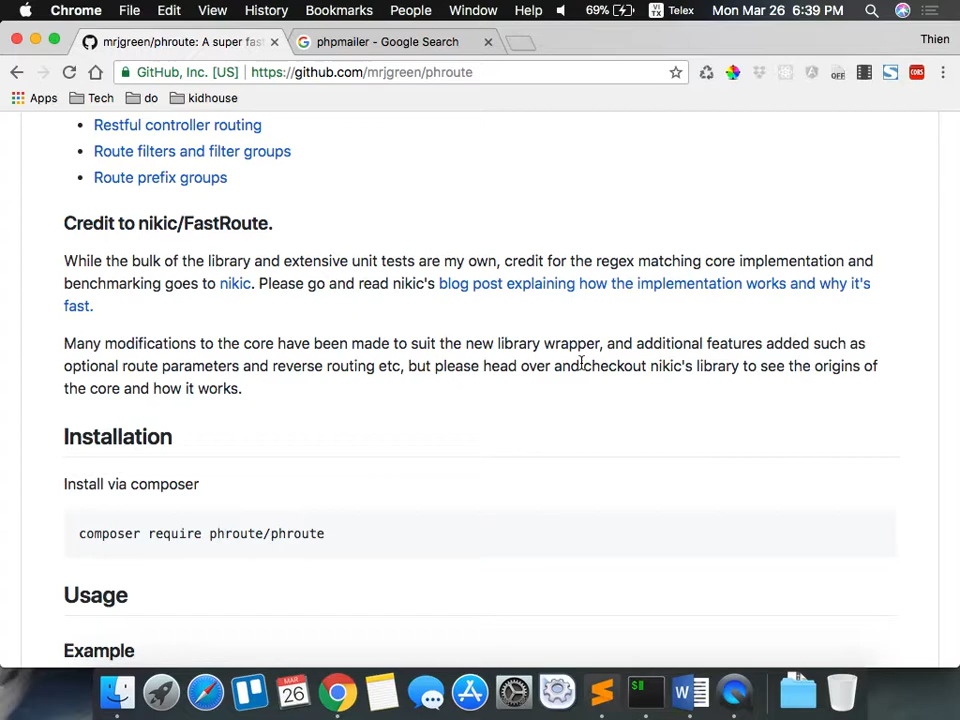 Chrome File Edit View History Bookmarks People Window Help 69% VI TX Telex Mon Mar 26 6:39 PM
mrjgreen/phroute: A super fast phpmailer - Google Search Thien
GitHub, Inc. [US] https://github.com/mrjgreen/phroute OFF CORS
Apps Tech do kidhouse
• Restful controller routing
• Route filters and filter groups
• Route prefix groups
Credit to nikic/FastRoute.
While the bulk of the library and extensive unit tests are my own, credit for the regex matching core implementation and
benchmarking goes to nikic. Please go and read nikic's blog post explaining how the implementation works and why it's
fast.
Many modifications to the core have been made to suit the new library wrapper, and additional features added such as
optional route parameters and reverse routing etc, but please head over and checkout nikic's library to see the origins of
the core and how it works.
Installation
Install via composer
composer require phroute/phroute
Usage
Example
MAR
26
$
W